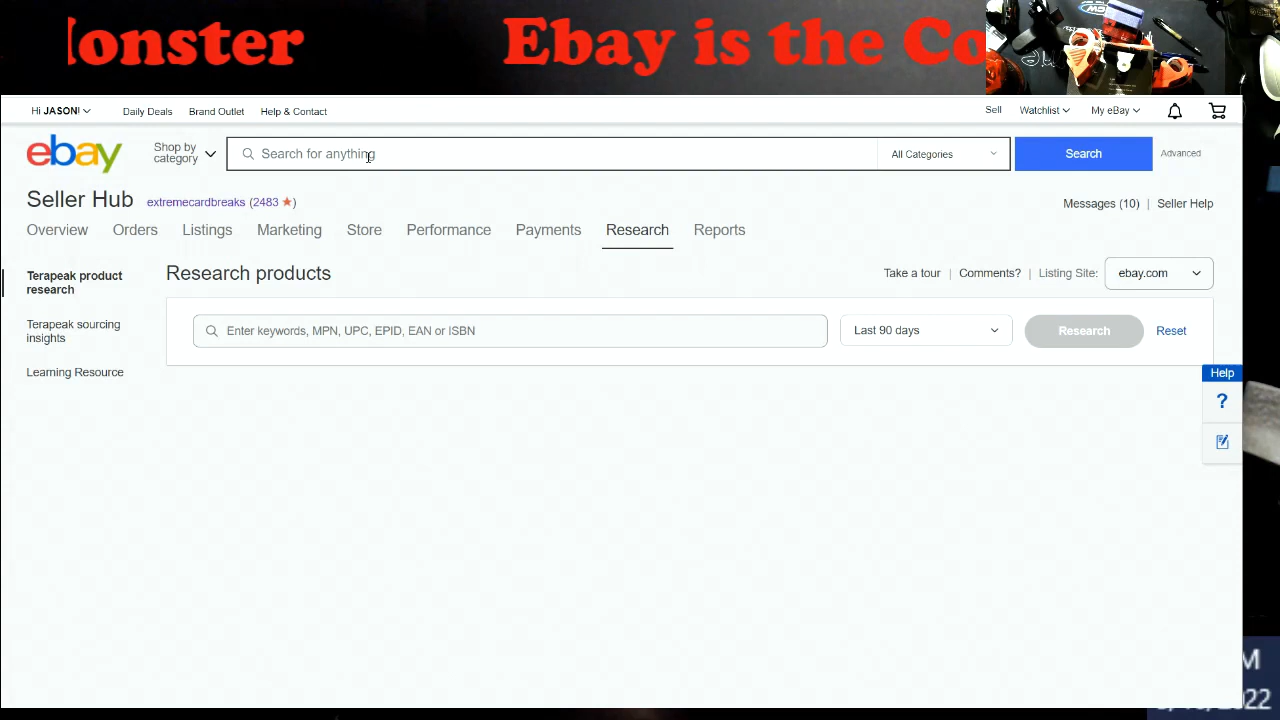 Ebay is the Co
Hi JASON!
Daily Deals
Brand Outlet
Help & Contact
Sell
Watchlist
My eBay
ebay
Shop by
category
Search for anything
All Categories
Search
Advanced
Seller Hub
extremecardbreaks (2483 ★)
Messages (10) | Seller Help
Overview
Orders
Listings
Marketing
Store
Performance
Payments
Research
Reports
Terapeak product
research
Terapeak sourcing
insights
Learning Resource
Research products
Take a tour | Comments? | Listing Site:
ebay.com
Enter keywords, MPN, UPC, EPID, EAN or ISBN
Last 90 days
Research
Reset
Help
?